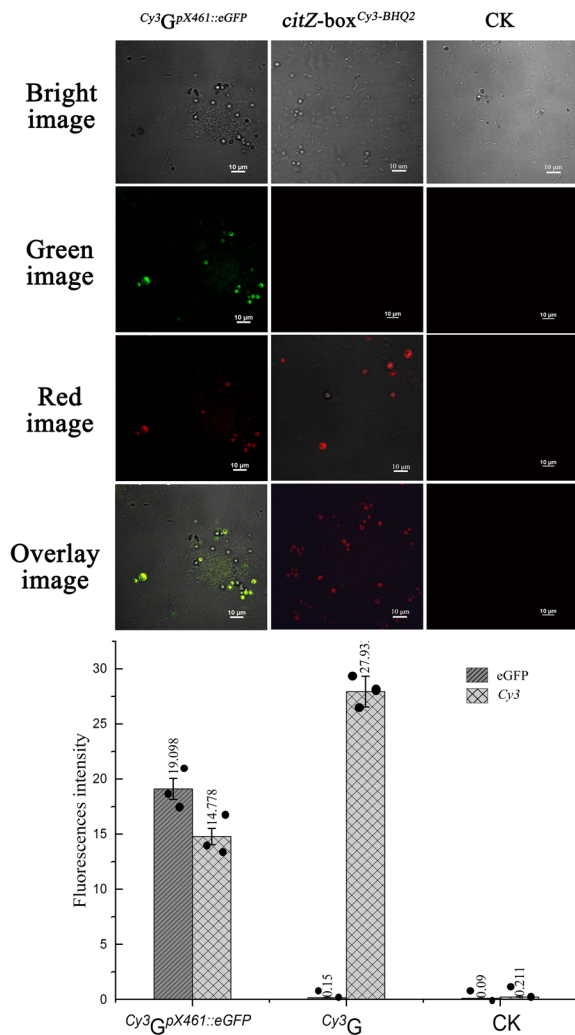 Cy3GpX461::eGFP citZ-boxCy3-BHQ2 CK
Bright
image
10 μm 10 um 10 μm
Green
image
10 μm 10 μm 10 μm
Red
image
10 μm 10 μm 10 μm
Overlay
image
10 μm 10 μm 10 μm
Fluorescences intensity
30
25
20
15
10
5
0
eGFP
Cy3
19.098
14.778
0.15
27.93
0.09
0.211
Cy3GpX461::eGFP Cy3G CK